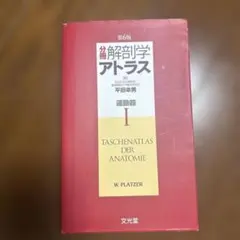 第6版
分冊 解剖学
アトラス
平田幸男
運動器
I
TASCHENATLAS
DER
ANATOMIE
W. PLATZER
文光堂